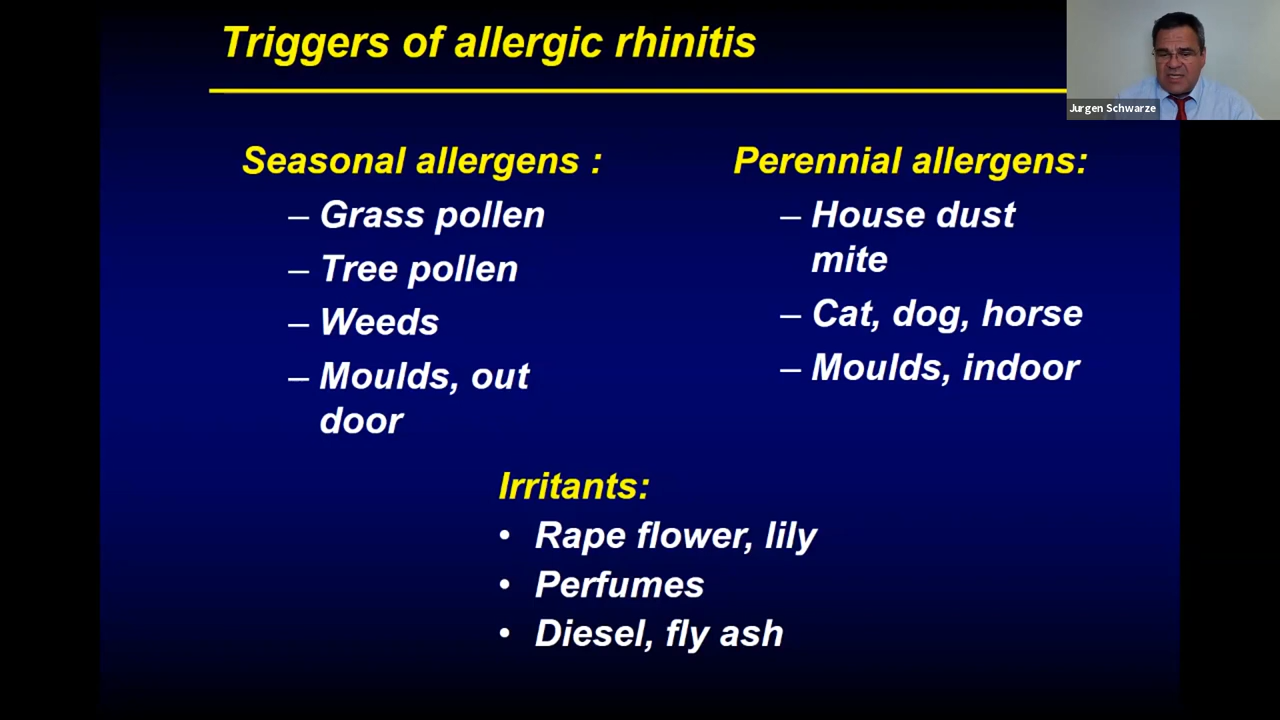 Triggers of allergic rhinitis
Jurgen Schwarze
Seasonal allergens :
– Grass pollen
– Tree pollen
– Weeds
– Moulds, out
door
Perennial allergens:
– House dust
mite
– Cat, dog, horse
– Moulds, indoor
Irritants:
• Rape flower, lily
• Perfumes
• Diesel, fly ash